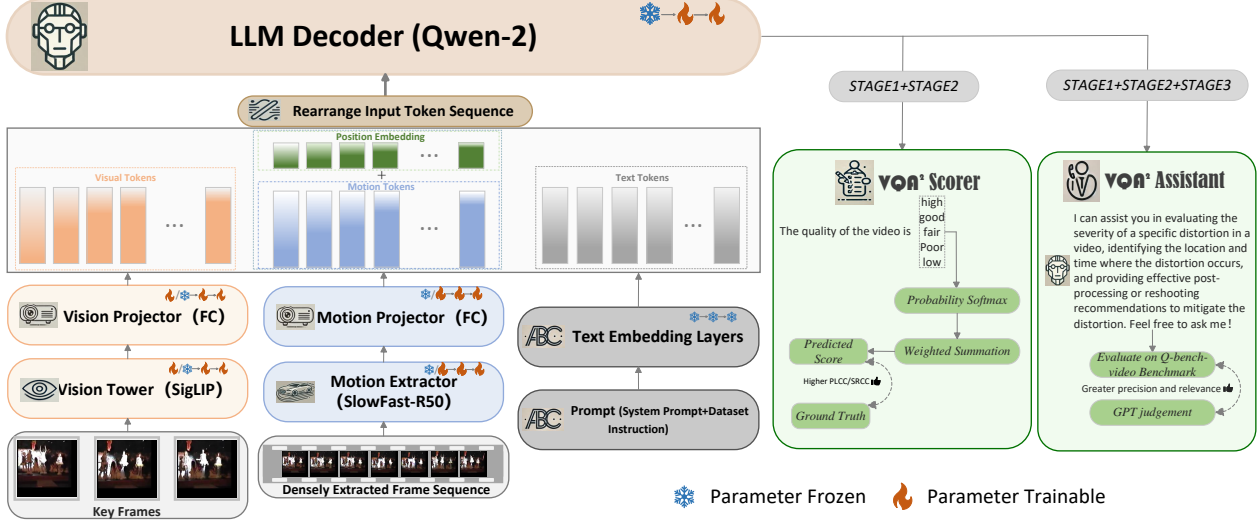 LLM Decoder (Qwen-2)
Rearrange Input Token Sequence
Position Embedding
...
+
Visual Tokens
...
Motion Tokens
...
Text Tokens
...
Vision Projector (FC)
Motion Projector (FC)
ABC
Text Embedding Layers
Vision Tower (SigLIP)
Motion Extractor
(SlowFast-R50)
ABC
Prompt (System Prompt+Dataset
Instruction)
Key Frames
Densely Extracted Frame Sequence
STAGE1+STAGE2
STAGE1+STAGE2+STAGE3
VQA² Scorer
The quality of the video is
high
good
fair
Poor
low
Probability Softmax
Weighted Summation
Predicted
Score
Higher PLCC/SRCC
Ground Truth
VQA² Assistant
I can assist you in evaluating the
severity of a specific distortion in a
video, identifying the location and
time where the distortion occurs,
and providing effective post-
processing or reshooting
recommendations to mitigate the
distortion. Feel free to ask me!
Evaluate on Q-bench-
video Benchmark
Greater precision and relevance
GPT judgement
Parameter Frozen
Parameter Trainable